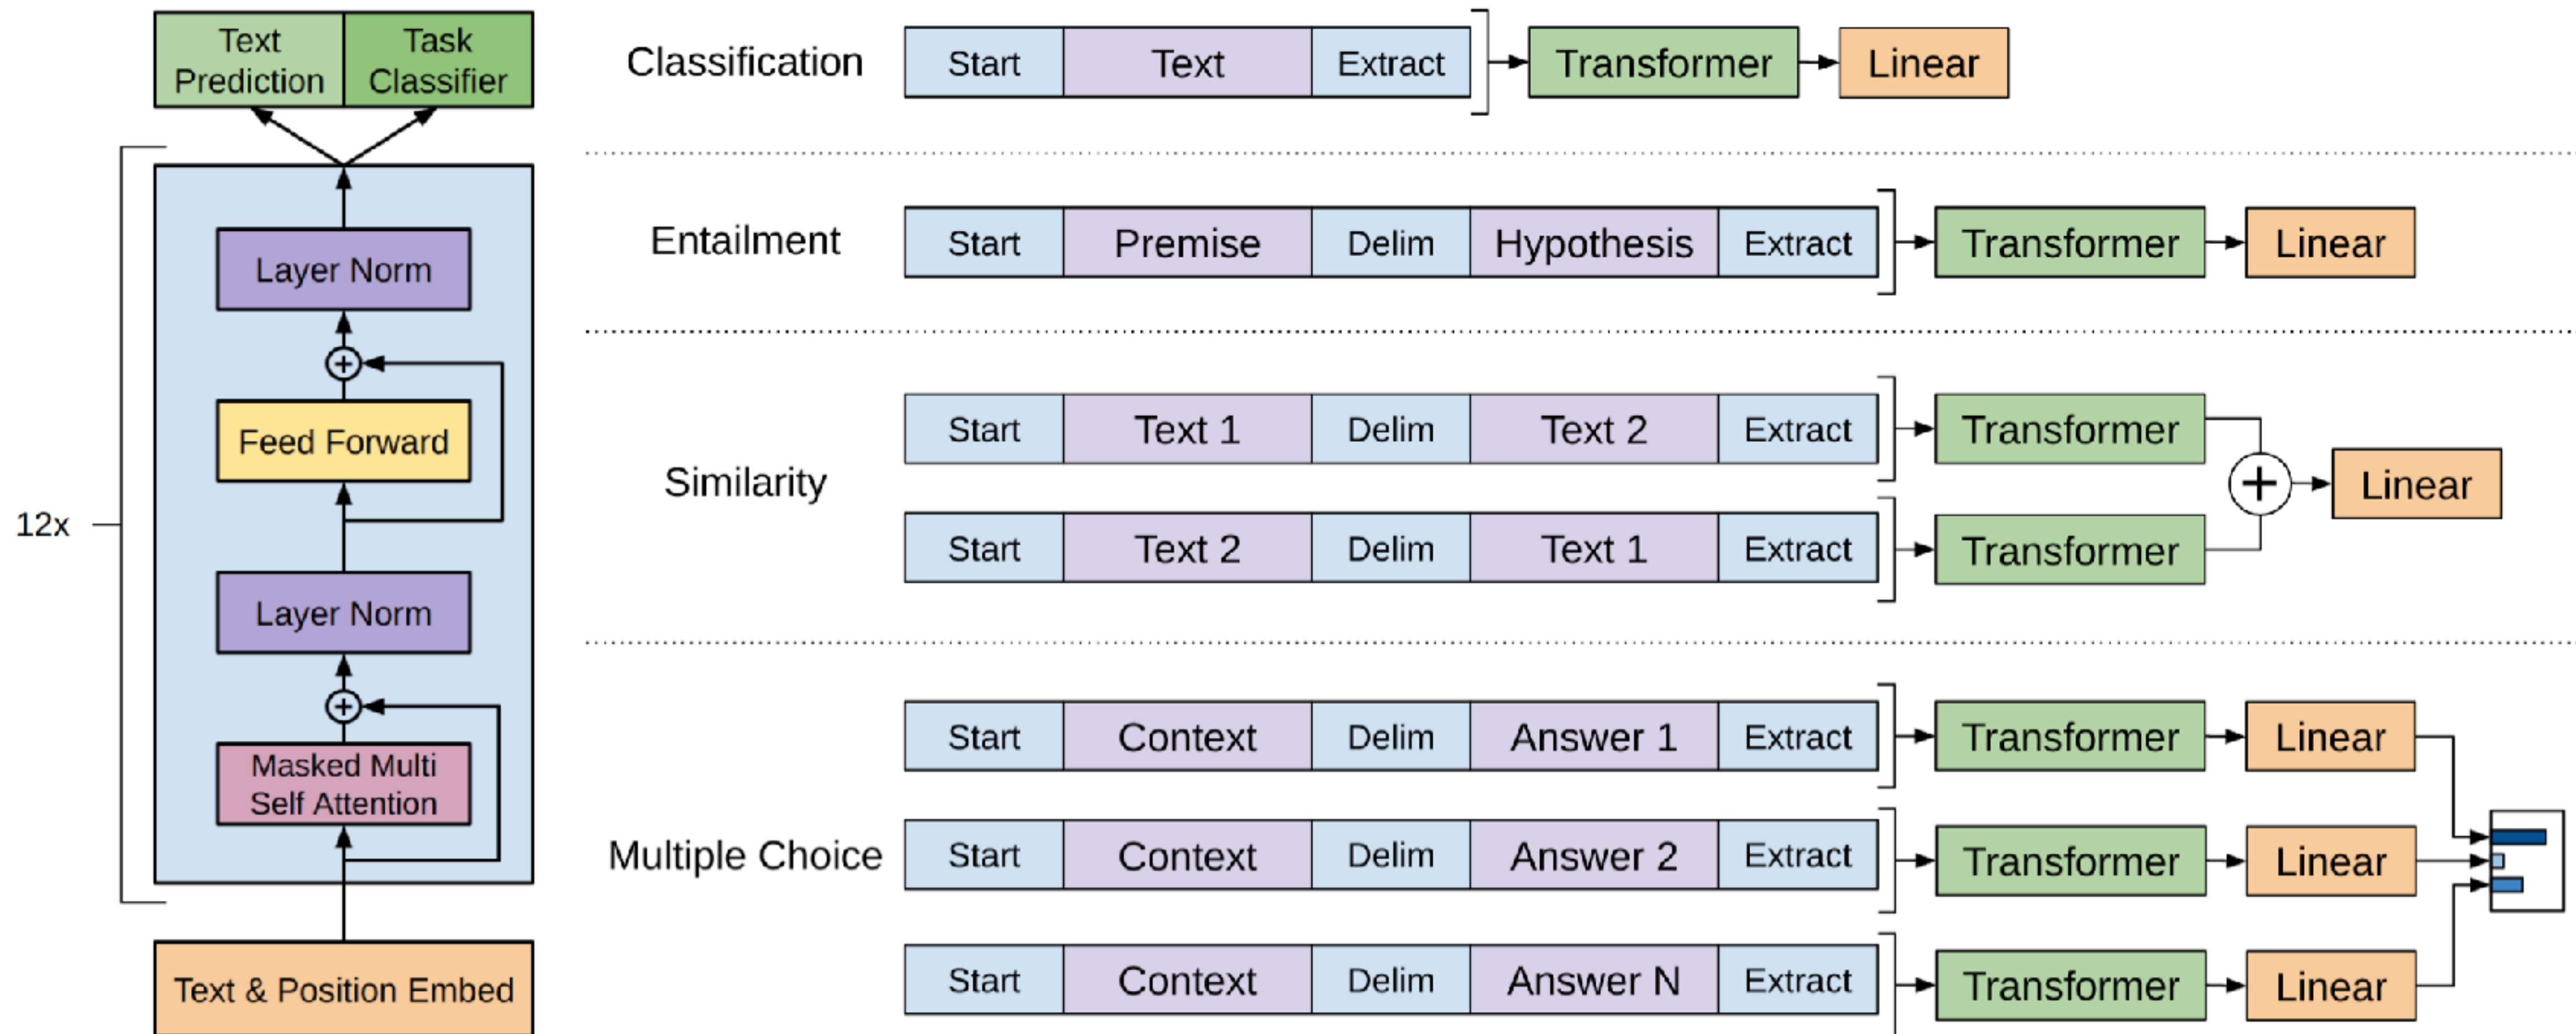 Text
Prediction
Task
Classifier
12x
Layer Norm
+
Feed Forward
Layer Norm
+
Masked Multi
Self Attention
Text & Position Embed
Classification
Start Text Extract Transformer Linear
Entailment
Start Premise Delim Hypothesis Extract Transformer Linear
Similarity
Start Text 1 Delim Text 2 Extract Transformer
+ Linear
Start Text 2 Delim Text 1 Extract Transformer
Multiple Choice
Start Context Delim Answer 1 Extract Transformer Linear
Start Context Delim Answer 2 Extract Transformer Linear
Start Context Delim Answer N Extract Transformer Linear